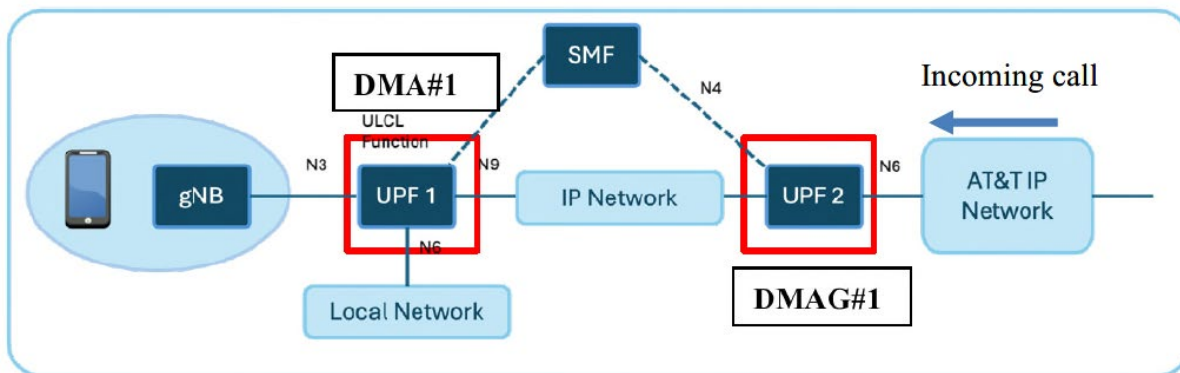 SMF
DMA#1
Incoming call
N4
ULCL
Function
N3
N9
N6
gNB
UPF 1
IP Network
UPF 2
AT&T IP
Network
N6
Local Network
DMAG#1